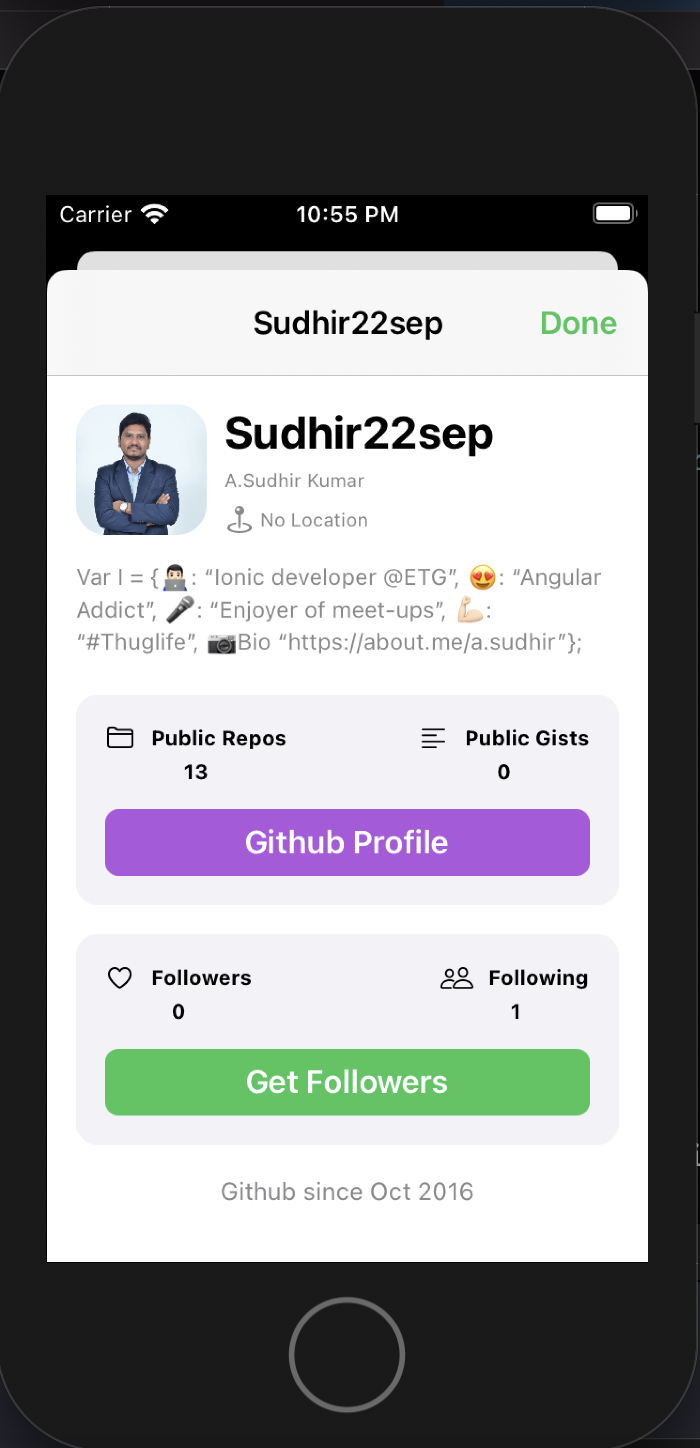 Carrier 10:55 PM
Sudhir22sep Done
Sudhir22sep
A.Sudhir Kumar
No Location
Var I = {👨🏻‍💻: “Ionic developer @ETG”, 😍: “Angular
Addict”, 🎤: “Enjoyer of meet-ups”, 💪🏻:
“#Thuglife”, 📷Bio “https://about.me/a.sudhir”};
Public Repos Public Gists
13 0
Github Profile
Followers Following
0 1
Get Followers
Github since Oct 2016